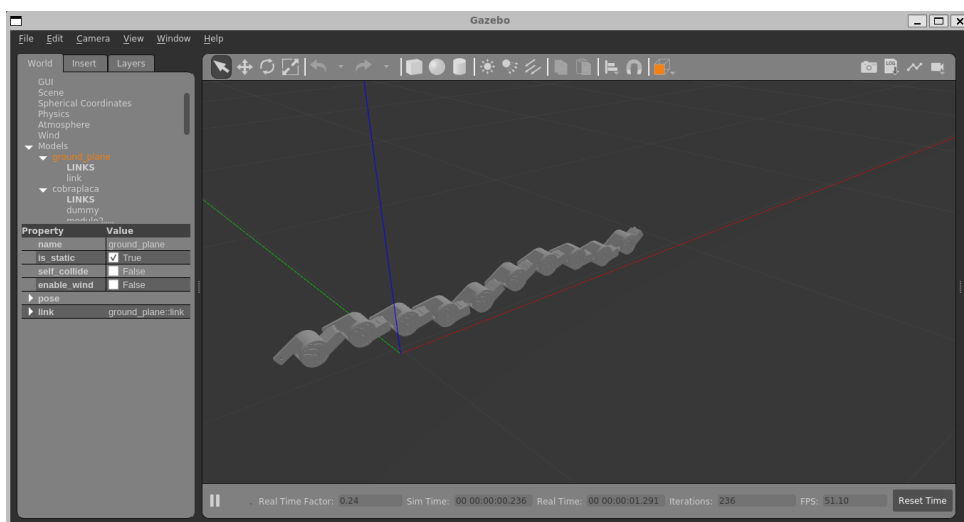 Gazebo
File Edit Camera View Window Help
World Insert Layers
GUI
Scene
Spherical Coordinates
Physics
Atmosphere
Wind
Models
ground_plane
LINKS
link
cobraplaca
LINKS
dummy
Property Value
name ground_plane
is_static True
self_collide False
enable_wind False
pose
link ground_plane::link
LOG
Real Time Factor: 0.24 Sim Time: 00 00:00:00.236 Real Time: 00 00:00:01.291 Iterations: 236 FPS: 51.10 Reset Time